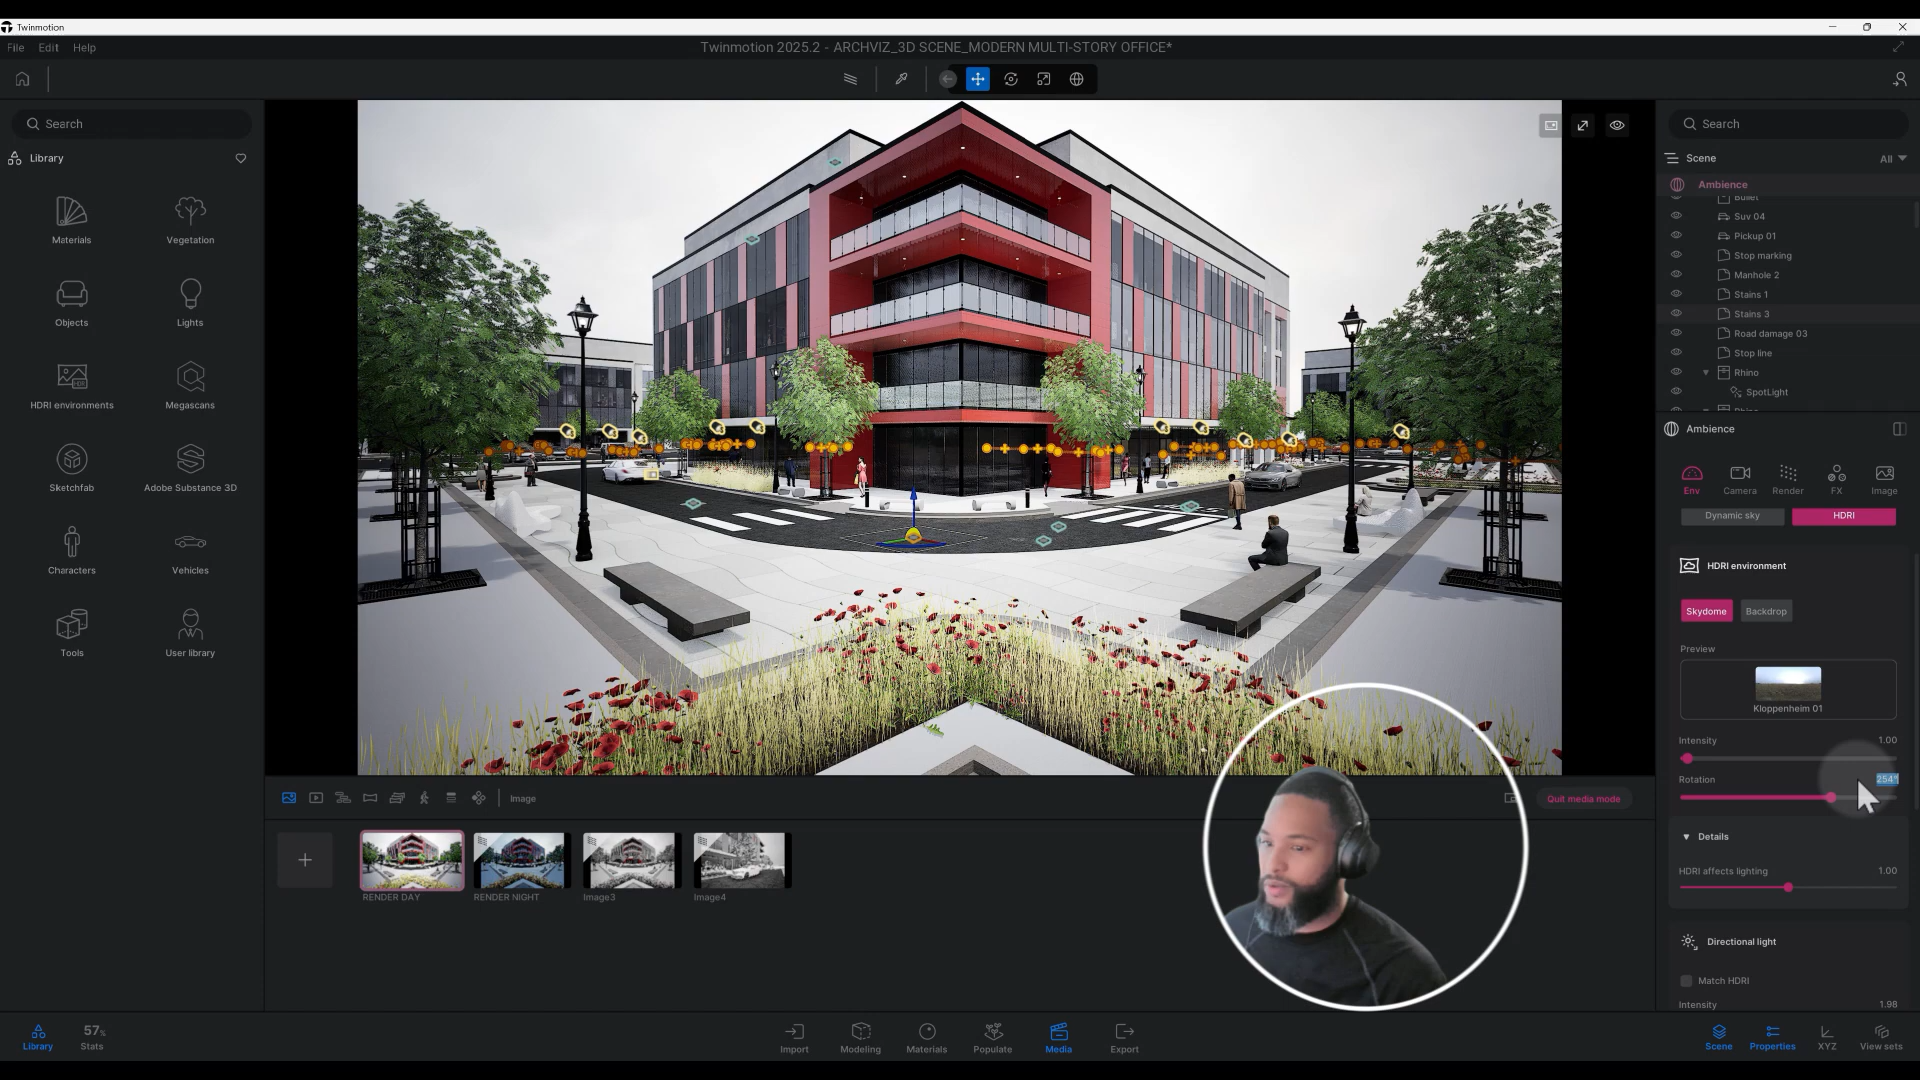 Twinmotion
File Edit Help
Twinmotion 2025.2 - ARCHVIZ_3D SCENE_MODERN MULTI-STORY OFFICE*
Search
Library
Materials
Vegetation
Objects
Lights
HDRI environments
Megascans
Sketchfab
Adobe Substance 3D
Characters
Vehicles
Tools
User library
Search
Scene
All
Ambience
Bullet
Suv 04
Pickup 01
Stop marking
Manhole 2
Stains 1
Stains 3
Road damage 03
Stop line
Rhino
SpotLight
Rhino
Ambience
Env
Camera
Render
FX
Image
Dynamic sky
HDRI
HDRI environment
Skydome
Backdrop
Preview
Kloppenheim 01
Intensity 1.00
Rotation 254°
Details
HDRI affects lighting 1.00
Directional light
Match HDRI
Intensity 1.98
Image
Quit media mode
RENDER DAY
RENDER NIGHT
Image3
Image4
Library
57%
Stats
Import
Modeling
Materials
Populate
Media
Export
Scene
Properties
XYZ
View sets